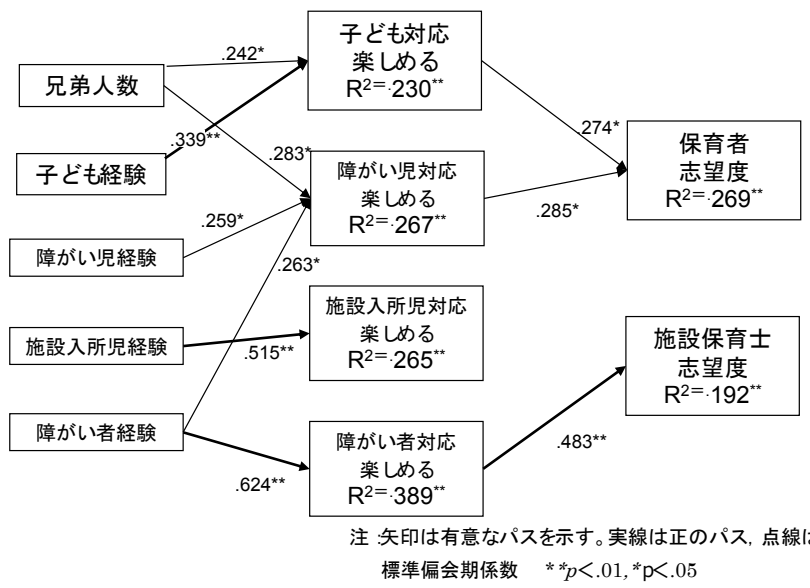 兄弟人数
子ども経験
障がい児経験
施設入所児経験
障がい者経験
.242*
.339**
.283*
.259*
.263*
.515**
.624**
子ども対応
楽しめる
R²⁼·230**
障がい児対応
楽しめる
R²⁼·267**
施設入所児対応
楽しめる
R²⁼·265**
障がい者対応
楽しめる
R²⁼·389**
.274*
.285*
.483**
保育者
志望度
R²⁼·269**
施設保育士
志望度
R²⁼·192**
注:矢印は有意なパスを示す。実線は正のパス, 点線は
標準偏会期係数 **p<.01,*p<.05